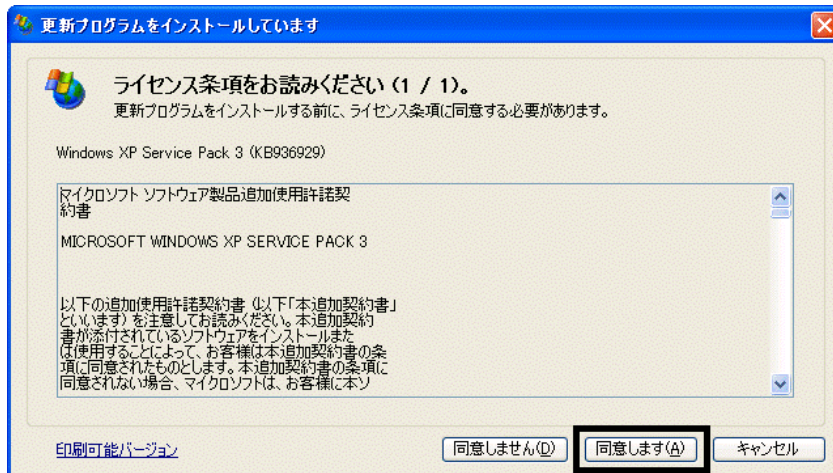 更新プログラムをインストールしています
ライセンス条項をお読みください (1 / 1)。
更新プログラムをインストールする前に、ライセンス条項に同意する必要があります。
Windows XP Service Pack 3 (KB936929)
マイクロソフト ソフトウェア製品追加使用許諾契
約書
MICROSOFT WINDOWS XP SERVICE PACK 3
以下の追加使用許諾契約書 (以下「本追加契約書」
といいます) を注意してお読みください。本追加契約
書が添付されているソフトウェアをインストールまた
は使用することによって、お客様は本追加契約書の条
項に同意されたものとします。本追加契約書の条項に
同意されない場合、マイクロソフトは、お客様に本ソ
印刷可能バージョン
同意しません(D)
同意します(A)
キャンセル